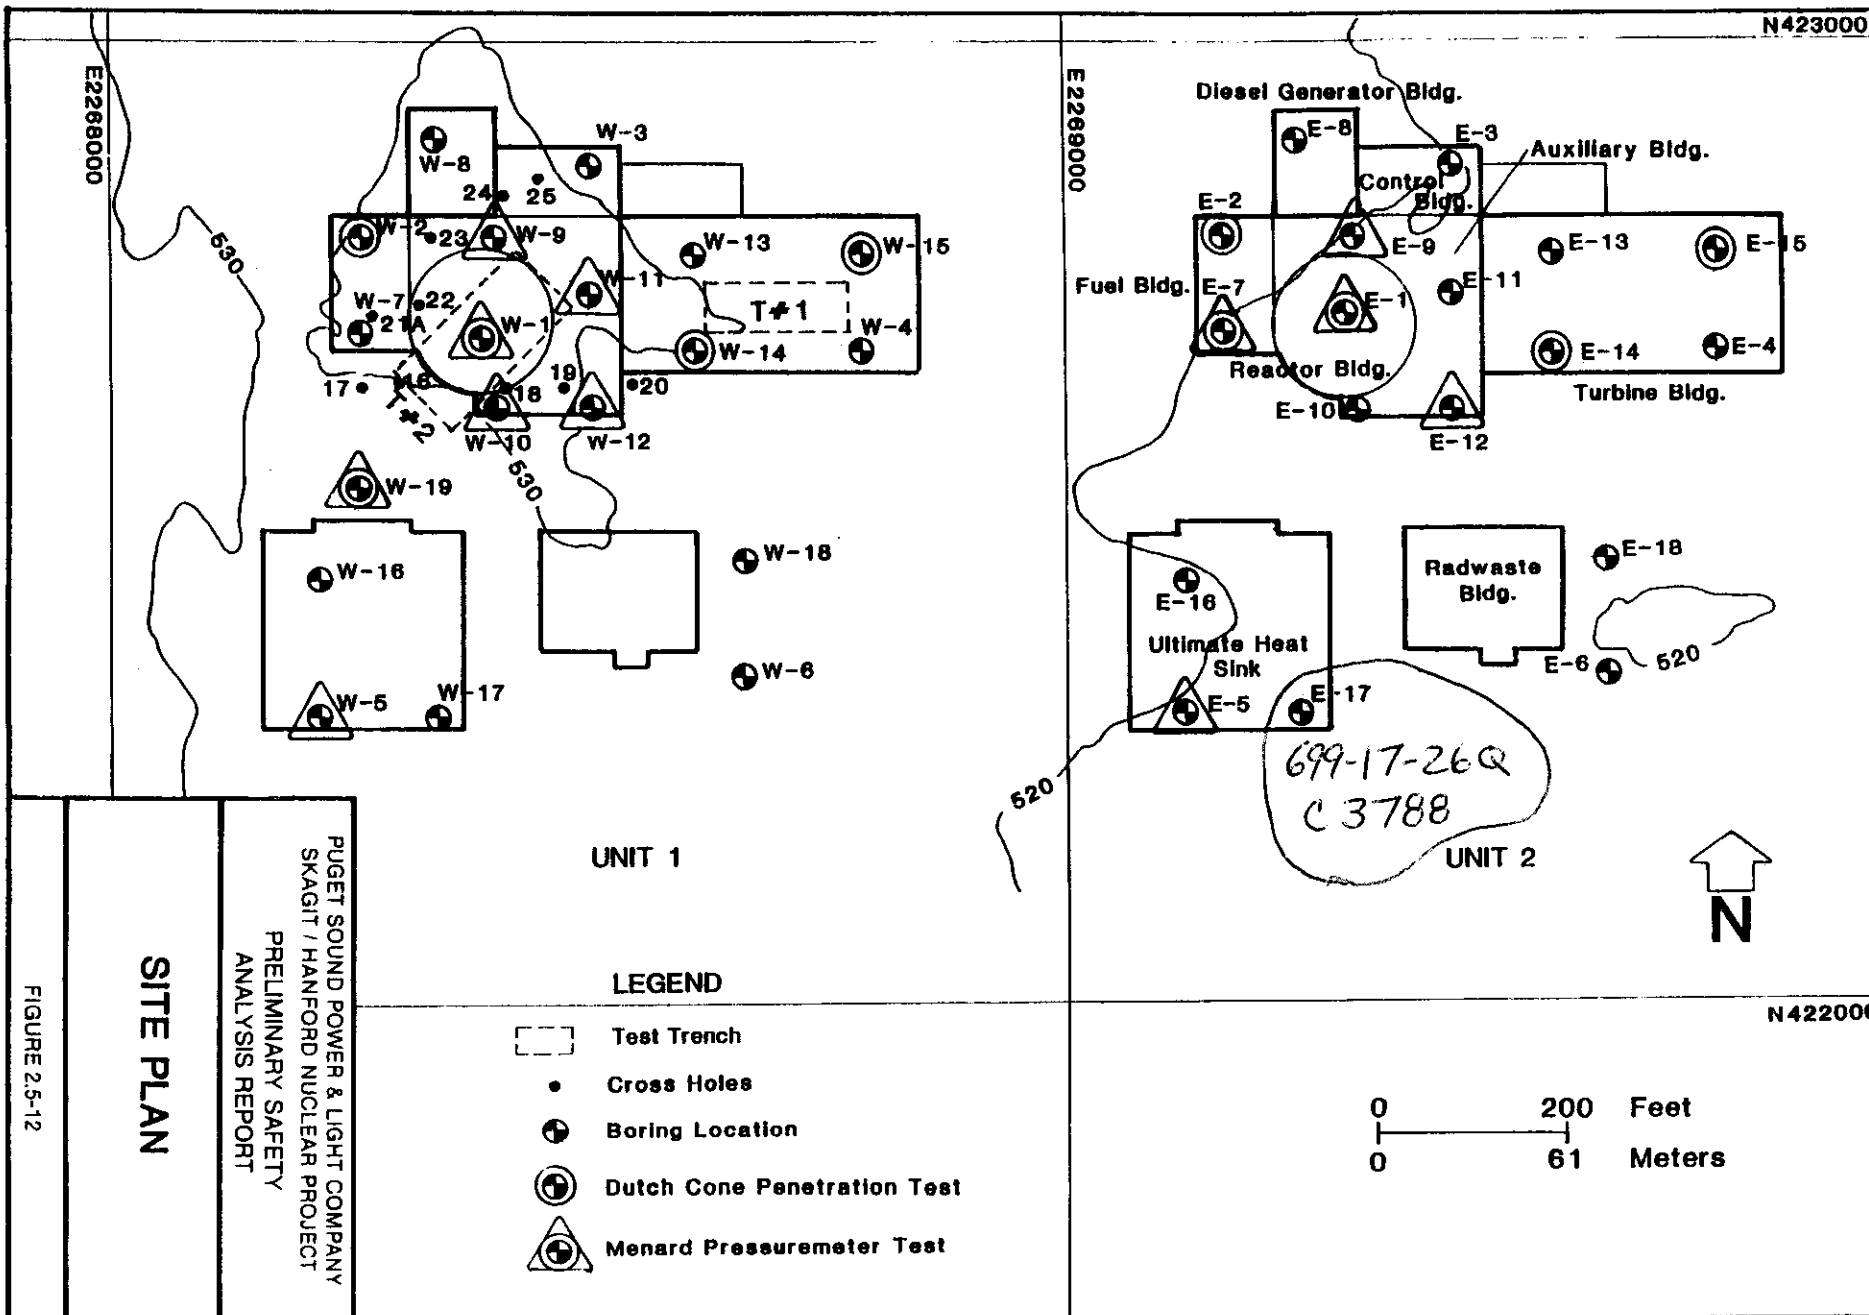 N423000
E2268000
E2269000
Diesel Generator Bldg.
W-3
W-8
E-8
E-3
Auxiliary Bldg.
Control
Bldg.
24
25
W-2
23
W-9
W-13
W-15
E-2
E-9
E-13
E-15
530
W-7
22
21A
W-11
T#1
W-1
W-4
W-14
Fuel Bldg.
E-7
E-1
E-11
E-14
E-4
Reactor Bldg.
Turbine Bldg.
17
16
18
19
20
T#2
W-10
W-12
E-10
E-12
530
W-19
W-16
W-18
E-16
Radwaste
Bldg.
E-18
Ultimate Heat
Sink
W-6
E-6
520
W-5
W-17
E-5
E-17
699-17-26Q
C3788
520
UNIT 1
UNIT 2
N
N422000
LEGEND
Test Trench
Cross Holes
Boring Location
Dutch Cone Penetration Test
Menard Pressuremeter Test
0 200 Feet
0 61 Meters
PUGET SOUND POWER & LIGHT COMPANY
SKAGIT / HANFORD NUCLEAR PROJECT
PRELIMINARY SAFETY
ANALYSIS REPORT
SITE PLAN
FIGURE 2.5-12